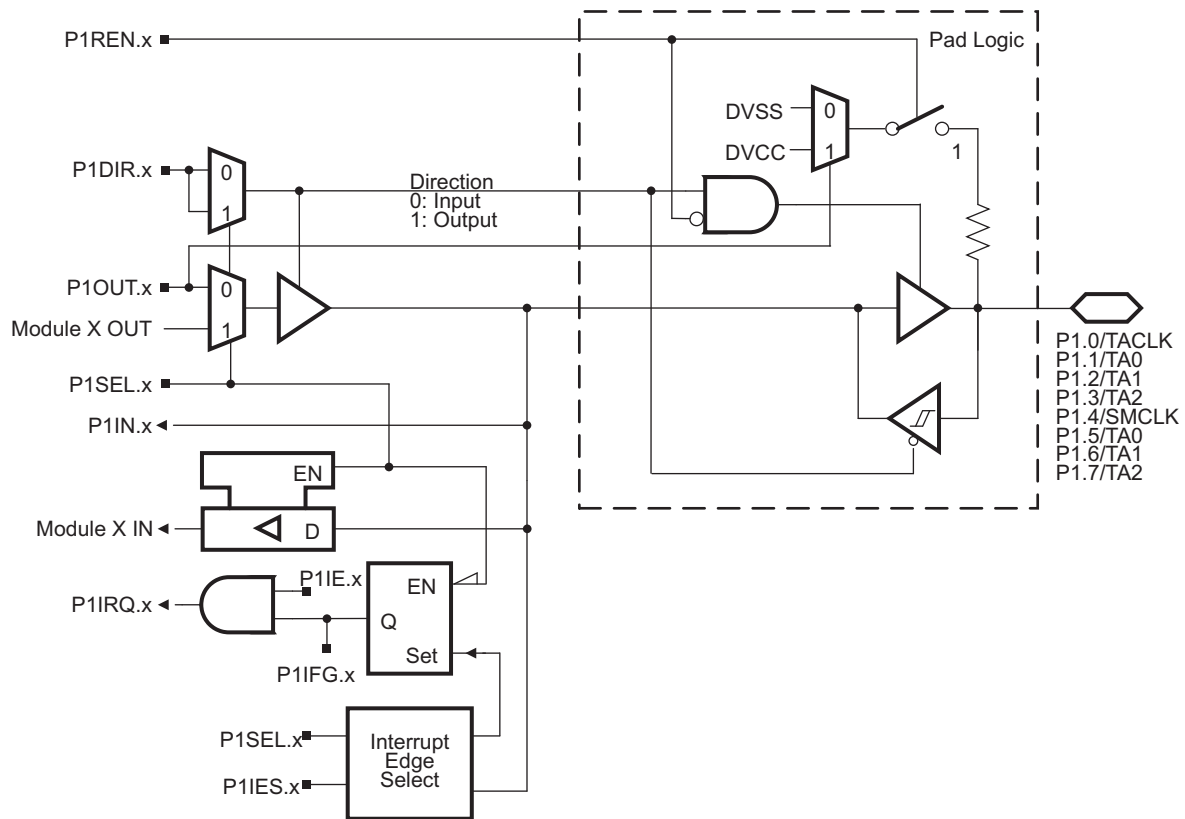 P1REN.x
Pad Logic
DVSS
0
DVCC
1
1
P1DIR.x
0
1
Direction
0: Input
1: Output
P1OUT.x
0
Module X OUT
1
P1SEL.x
P1IN.x
P1.0/TACLK
P1.1/TA0
P1.2/TA1
P1.3/TA2
P1.4/SMCLK
P1.5/TA0
P1.6/TA1
P1.7/TA2
EN
Module X IN
D
P1IE.x
P1IRQ.x
EN
Q
Set
P1IFG.x
P1SEL.x
P1IES.x
Interrupt
Edge
Select